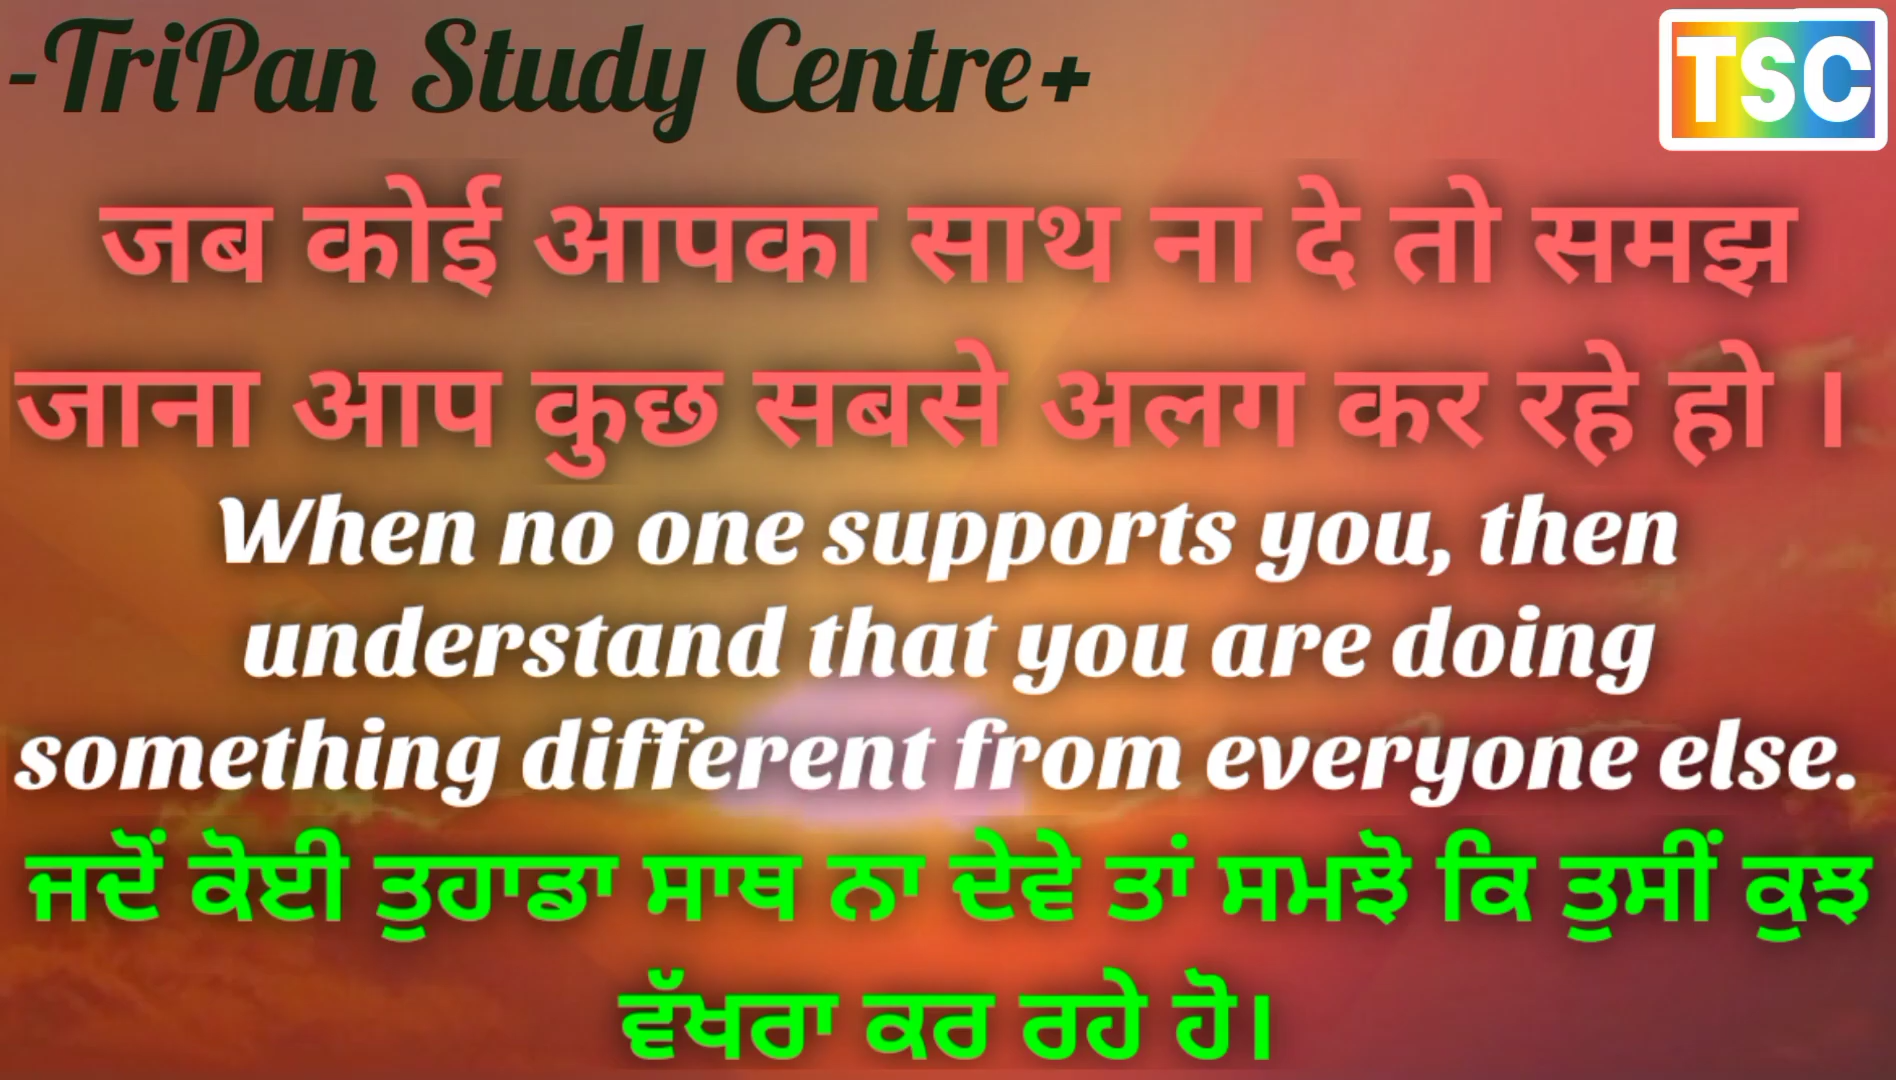 -TriPan Study Centre+
TSC
जब कोई आपका साथ ना दे तो समझ
जाना आप कुछ सबसे अलग कर रहे हो ।
When no one supports you, then
understand that you are doing
something different from everyone else.
ਜਦੋਂ ਕੋਈ ਤੁਹਾਡਾ ਸਾਥ ਨਾ ਦੇਵੇ ਤਾਂ ਸਮਝੋ ਕਿ ਤੁਸੀਂ ਕੁਝ
ਵੱਖਰਾ ਕਰ ਰਹੇ ਹੋ।